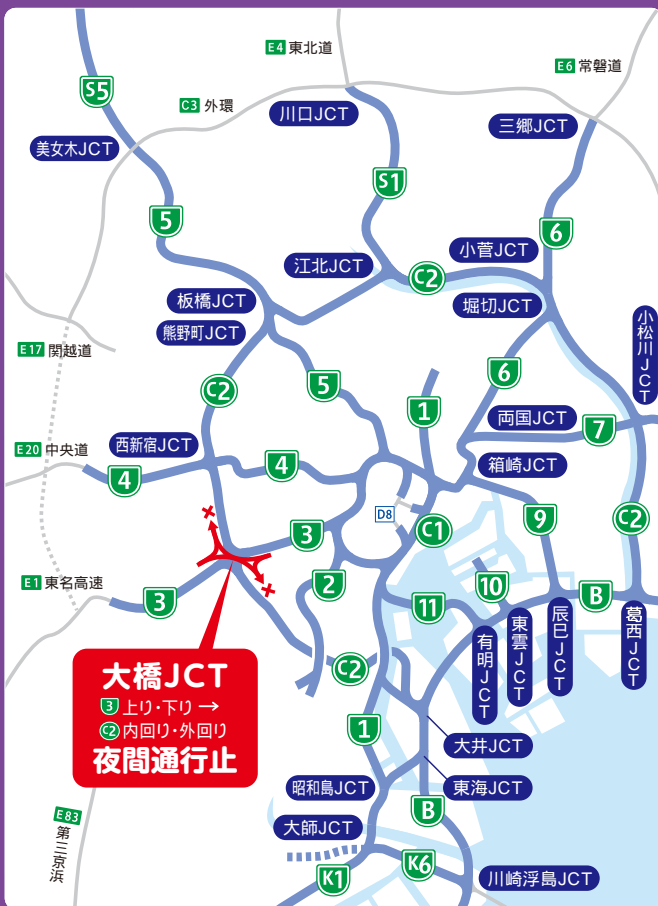 E4 東北道
E6 常磐道
S5
C3 外環
川口JCT
三郷JCT
美女木JCT
S1
5
6
小菅JCT
江北JCT
C2
板橋JCT
堀切JCT
熊野町JCT
小松川JCT
E17 関越道
C2
5
6
1
両国JCT
7
西新宿JCT
E20 中央道
4
4
箱崎JCT
D8
C1
9
C2
3
E1 東名高速
3
2
11
10
B
有明JCT
東雲JCT
辰巳JCT
葛西JCT
大橋JCT
3 上り・下り→
C2 内回り・外回り
夜間通行止
C2
1
大井JCT
昭和島JCT
東海JCT
B
E83
第三京浜
大師JCT
K1
K6
川崎浮島JCT